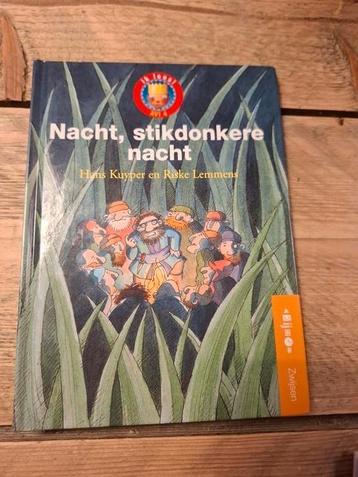 ik lees!
Nacht, stikdonkere
nacht
Hans Kuyper en Riske Lemmens
Zwijsen